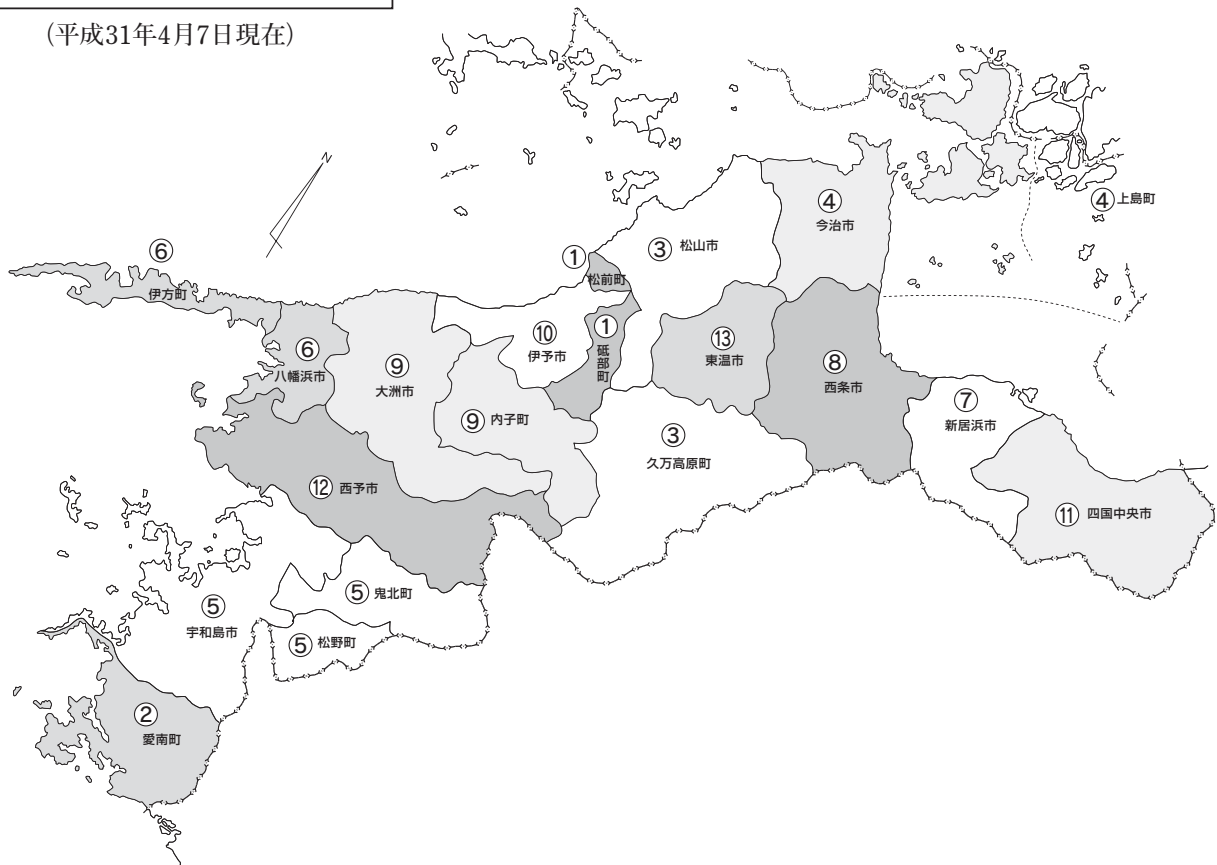 (平成31年4月7日現在)
N
④
上島町
④
今治市
③ 松山市
⑥
伊方町
①
松前町
⑩
伊予市
①
砥部町
⑬
東温市
⑧
西条市
⑥
八幡浜市
⑨
大洲市
⑨ 内子町
③
久万高原町
⑦
新居浜市
⑫ 西予市
⑪ 四国中央市
⑤
宇和島市
⑤ 鬼北町
⑤ 松野町
②
愛南町